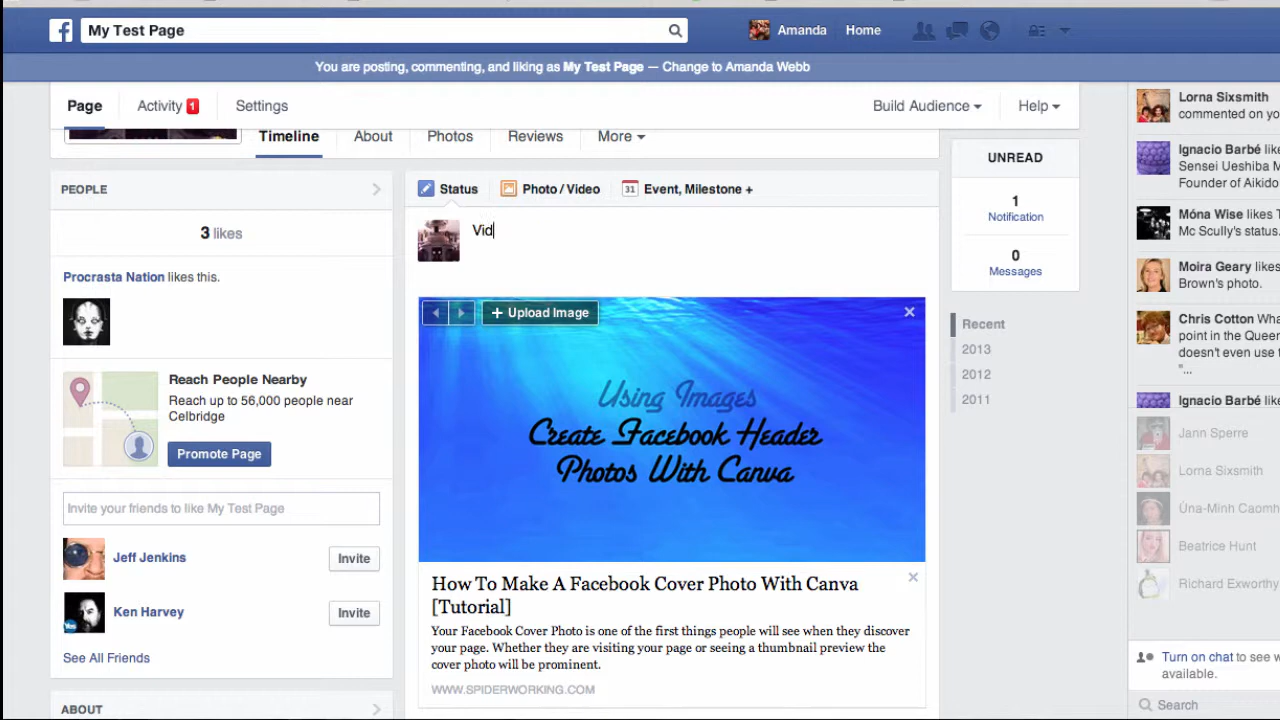 My Test Page
Amanda
Home
You are posting, commenting, and liking as My Test Page — Change to Amanda Webb
Page
Activity 1
Settings
Build Audience
Help
Timeline
About
Photos
Reviews
More
PEOPLE
3 likes
Procrasta Nation likes this.
Reach People Nearby
Reach up to 56,000 people near
Celbridge
Promote Page
Invite your friends to like My Test Page
Jeff Jenkins
Invite
Ken Harvey
Invite
See All Friends
ABOUT
Status
Photo / Video
31
Event, Milestone +
Vid
+ Upload Image
Using Images
Create Facebook Header
Photos With Canva
How To Make A Facebook Cover Photo With Canva
[Tutorial]
Your Facebook Cover Photo is one of the first things people will see when they discover
your page. Whether they are visiting your page or seeing a thumbnail preview the
cover photo will be prominent.
WWW.SPIDERWORKING.COM
UNREAD
1
Notification
0
Messages
Recent
2013
2012
2011
Lorna Sixsmith
commented on yo
Ignacio Barbé like
Sensei Ueshiba M
Founder of Aikido
Móna Wise likes T
Mc Scully's status.
Moira Geary likes
Brown's photo.
Chris Cotton Wha
point in the Queer
doesn't even use t
"...
Ignacio Barbé like
Jann Sperre
Lorna Sixsmith
Úna-Minh Caomh
Beatrice Hunt
Richard Exworthy
Turn on chat to see w
available.
Search